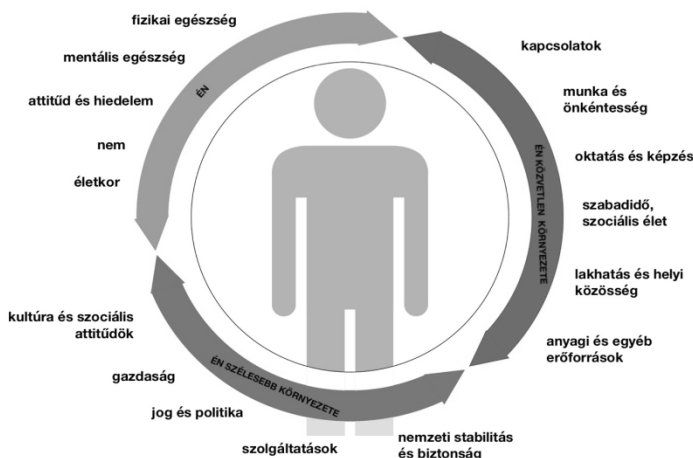 fizikai egészség
mentális egészség
attitűd és hiedelem
nem
életkor
ÉN
kapcsolatok
munka és
önkéntesség
oktatás és képzés
szabadidő,
szociális élet
lakhatás és helyi
közösség
anyagi és egyéb
erőforrások
ÉN KÖZVETLEN KÖRNYEZETE
kultúra és szociális
attitűdök
gazdaság
jog és politika
szolgáltatások
nemzeti stabilitás
és biztonság
ÉN SZÉLESEBB KÖRNYEZETE